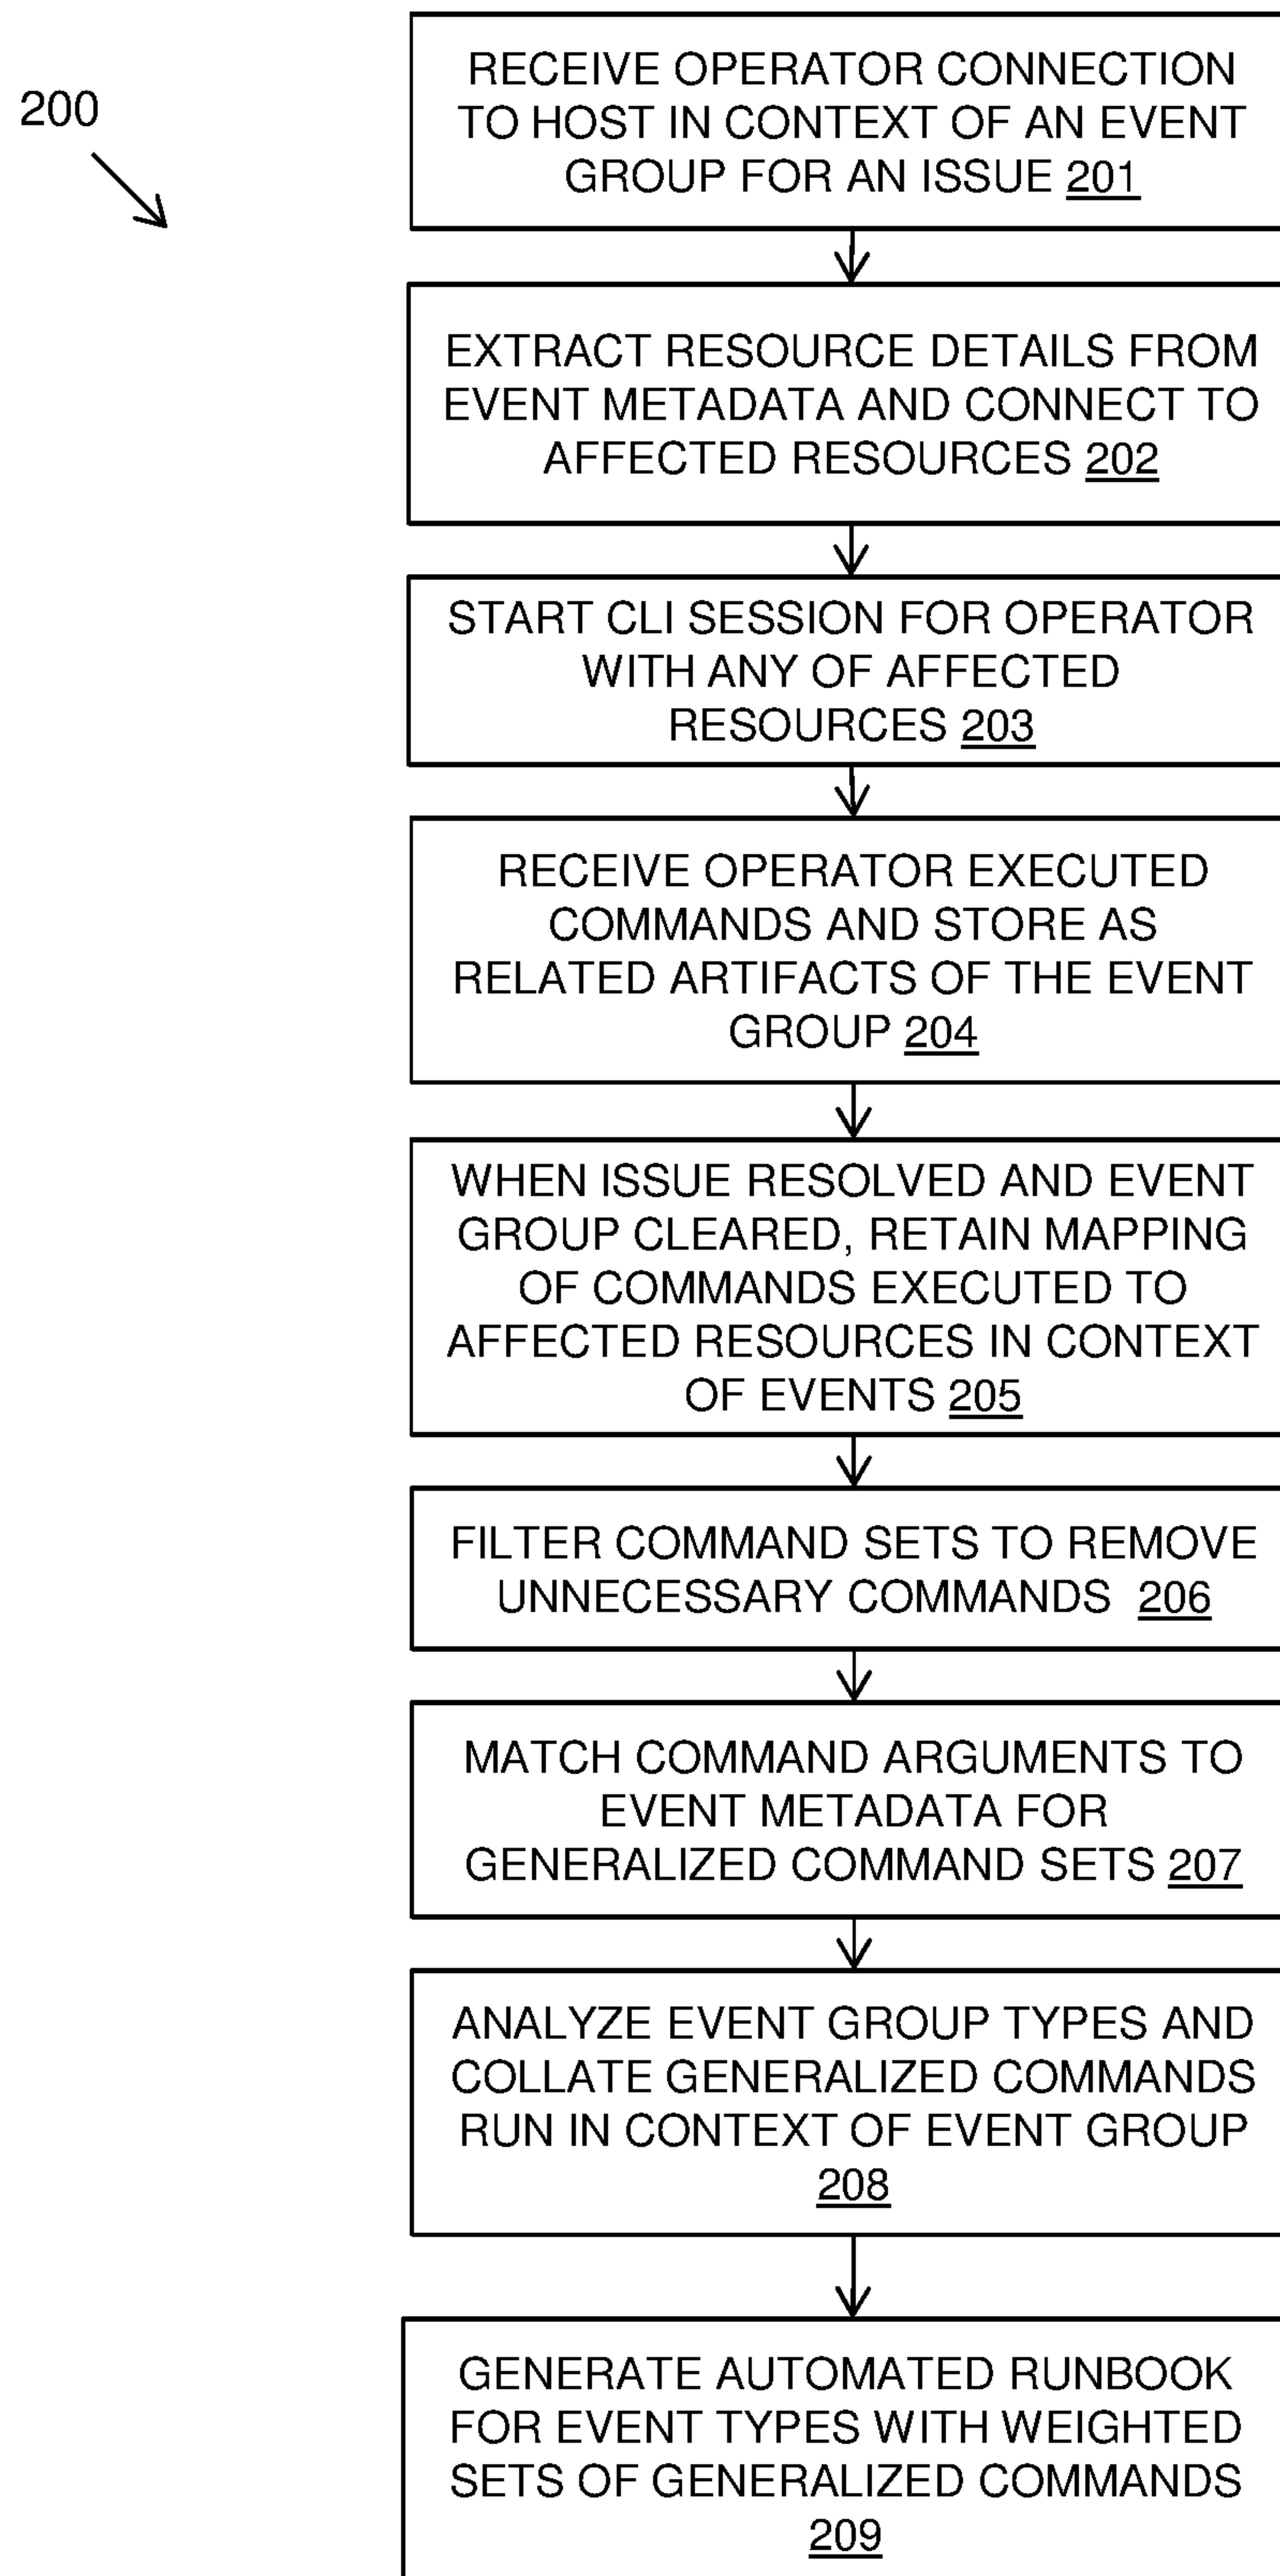 200
RECEIVE OPERATOR CONNECTION
TO HOST IN CONTEXT OF AN EVENT
GROUP FOR AN ISSUE 201
EXTRACT RESOURCE DETAILS FROM
EVENT METADATA AND CONNECT TO
AFFECTED RESOURCES 202
START CLI SESSION FOR OPERATOR
WITH ANY OF AFFECTED
RESOURCES 203
RECEIVE OPERATOR EXECUTED
COMMANDS AND STORE AS
RELATED ARTIFACTS OF THE EVENT
GROUP 204
WHEN ISSUE RESOLVED AND EVENT
GROUP CLEARED, RETAIN MAPPING
OF COMMANDS EXECUTED TO
AFFECTED RESOURCES IN CONTEXT
OF EVENTS 205
FILTER COMMAND SETS TO REMOVE
UNNECESSARY COMMANDS 206
MATCH COMMAND ARGUMENTS TO
EVENT METADATA FOR
GENERALIZED COMMAND SETS 207
ANALYZE EVENT GROUP TYPES AND
COLLATE GENERALIZED COMMANDS
RUN IN CONTEXT OF EVENT GROUP
208
GENERATE AUTOMATED RUNBOOK
FOR EVENT TYPES WITH WEIGHTED
SETS OF GENERALIZED COMMANDS
209